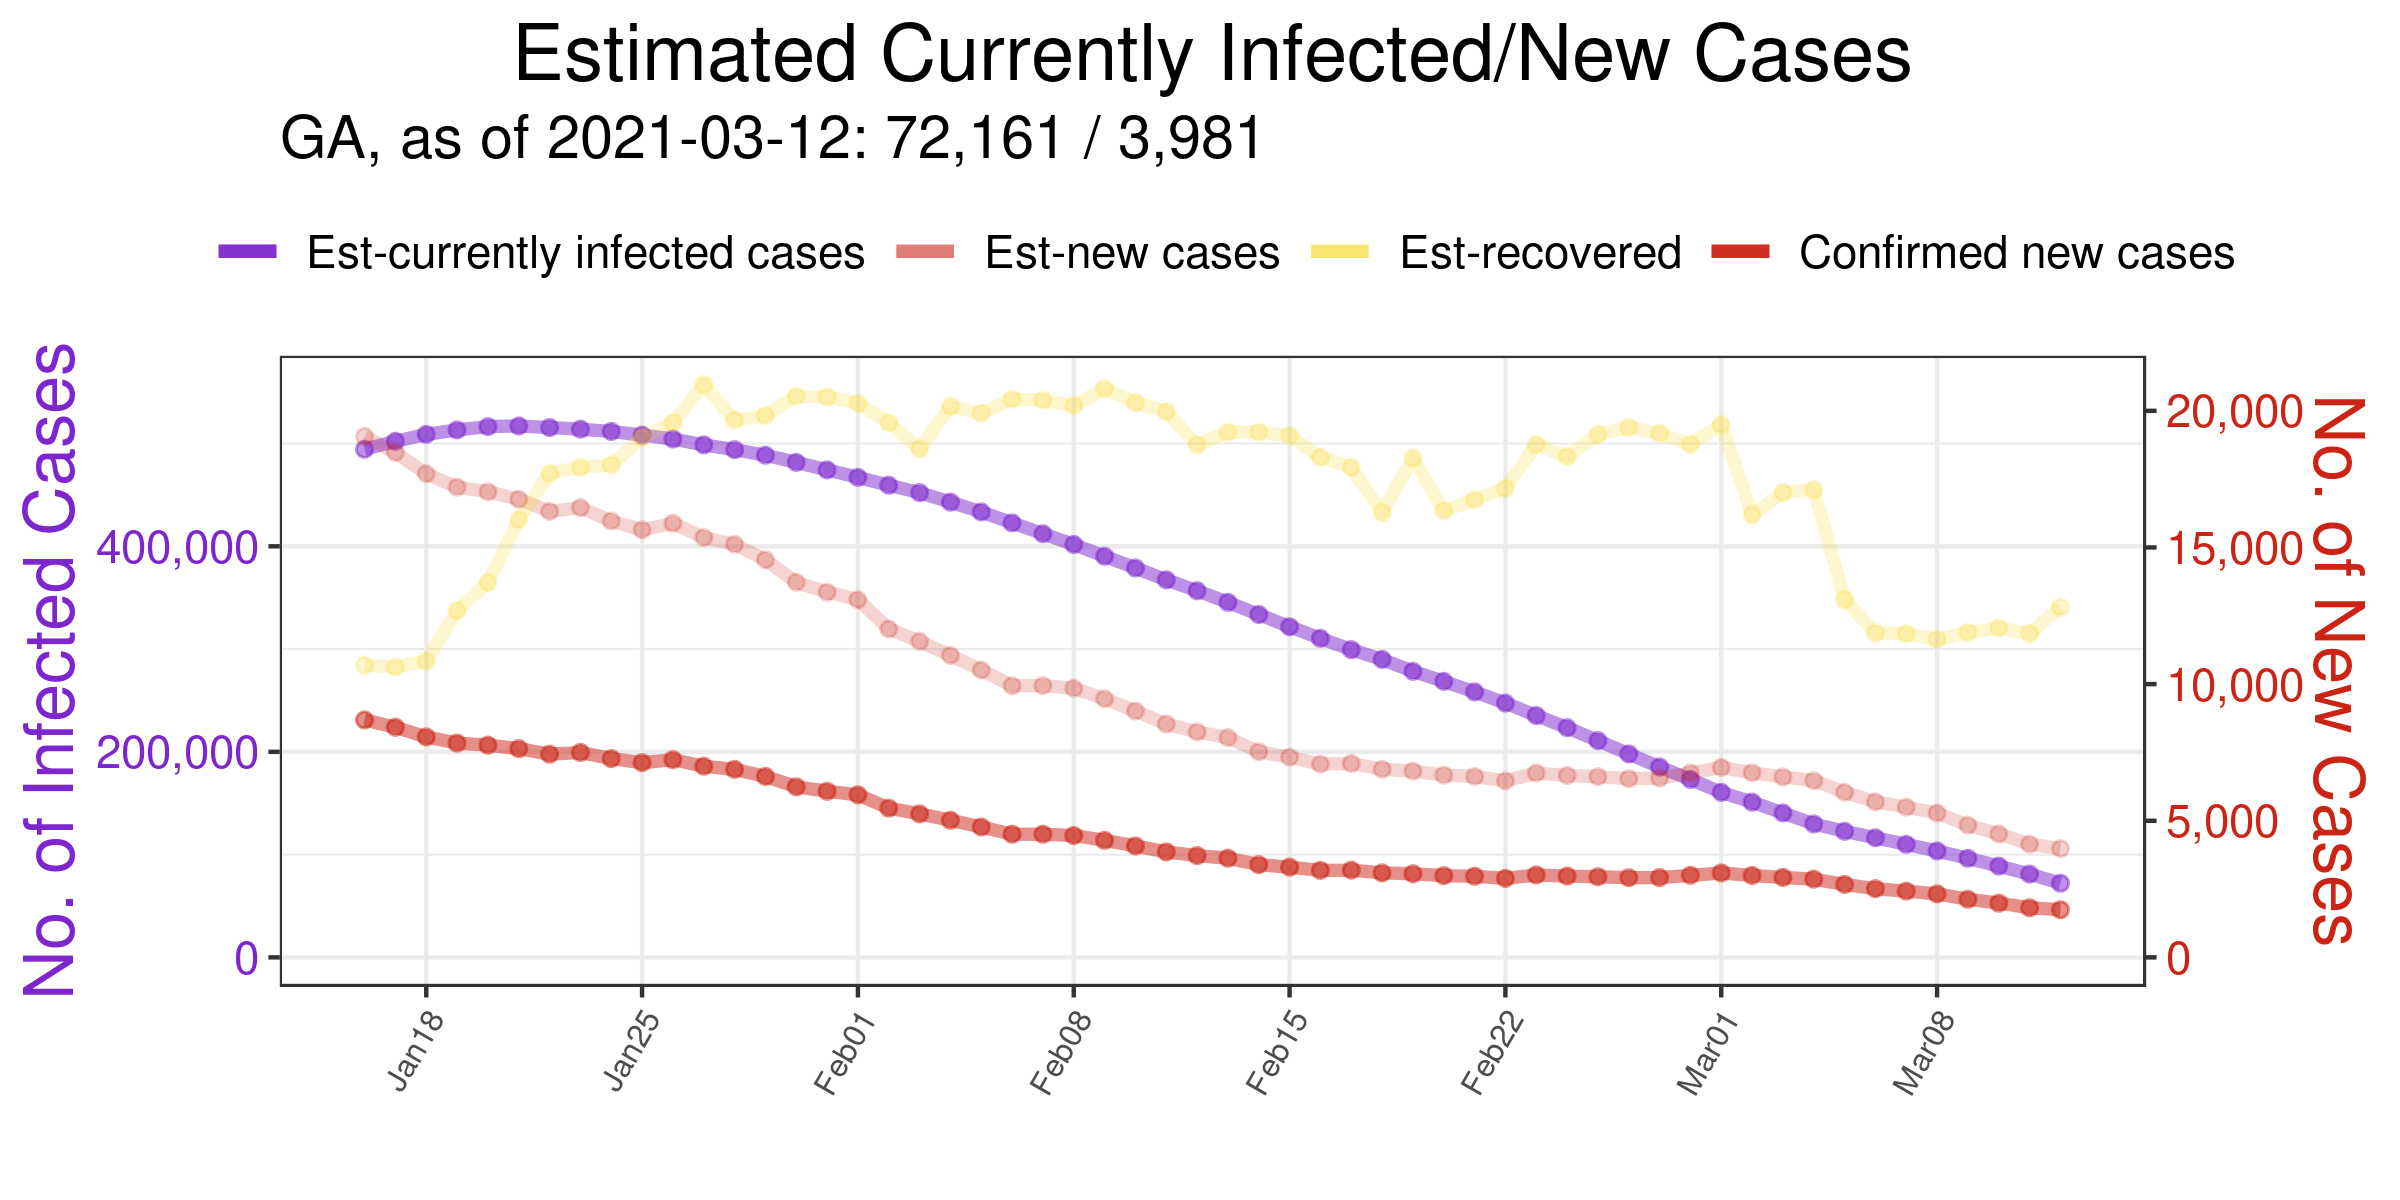 Estimated Currently Infected/New Cases
GA, as of 2021-03-12: 72,161 / 3,981
Est-currently infected cases Est-new cases Est-recovered Confirmed new cases
No. of Infected Cases
400,000
200,000
0
20,000
15,000
10,000
5,000
0
No. of New Cases
Jan18 Jan25 Feb01 Feb08 Feb15 Feb22 Mar01 Mar08